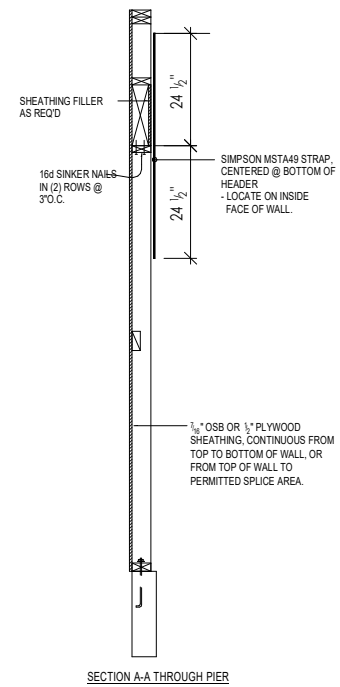 SHEATHING FILLER
AS REQ'D
24 ½"
16d SINKER NAILS
IN (2) ROWS @
3"O.C.
SIMPSON MSTA49 STRAP,
CENTERED @ BOTTOM OF
HEADER
- LOCATE ON INSIDE
FACE OF WALL.
24 ½"
⁷⁄₁₆" OSB OR ½" PLYWOOD
SHEATHING, CONTINUOUS FROM
TOP TO BOTTOM OF WALL, OR
FROM TOP OF WALL TO
PERMITTED SPLICE AREA.
SECTION A-A THROUGH PIER